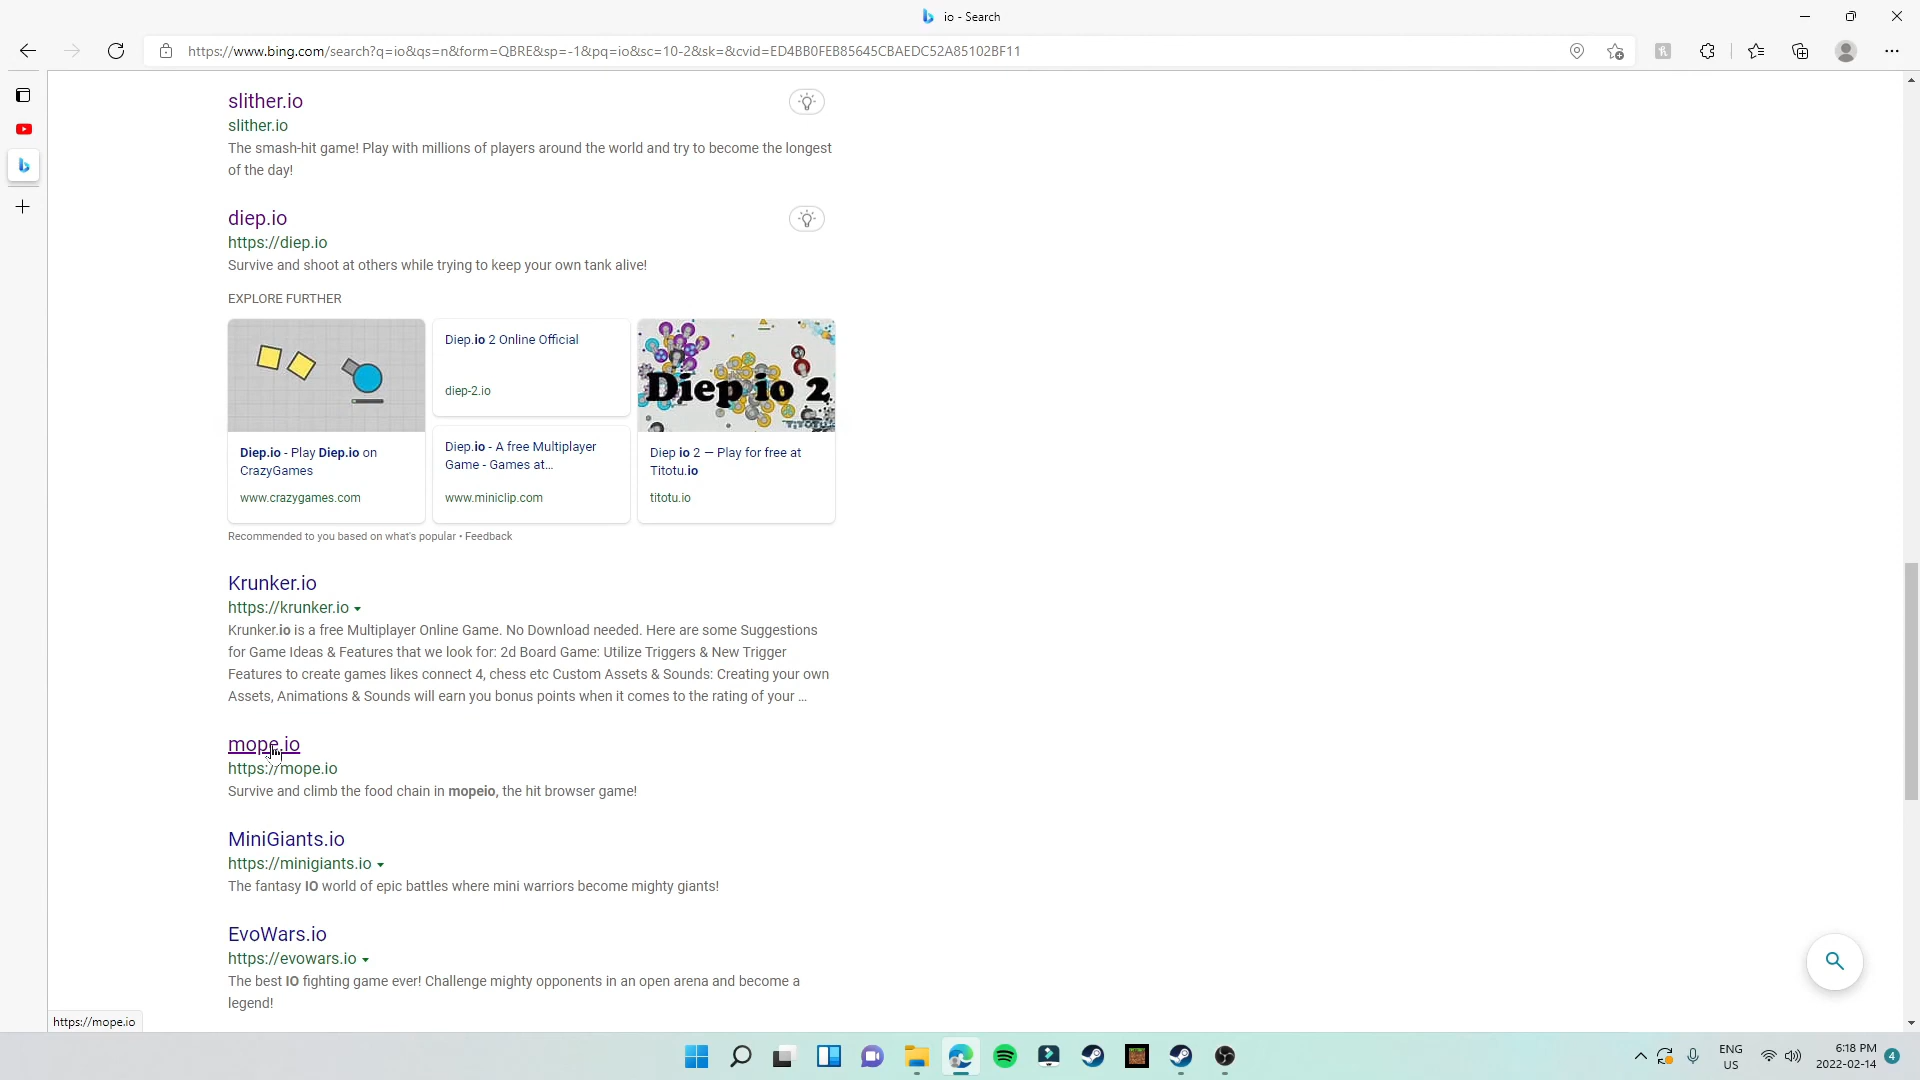 io - Search
https://www.bing.com/search?q=io&qs=n&form=QBRE&sp=-1&pq=io&sc=10-2&sk=&cvid=ED4BB0FEB85645CBAEDC52A85102BF11
slither.io
slither.io
The smash-hit game! Play with millions of players around the world and try to become the longest
of the day!
diep.io
https://diep.io
Survive and shoot at others while trying to keep your own tank alive!
EXPLORE FURTHER
Diep.io - Play Diep.io on
CrazyGames
www.crazygames.com
Diep.io 2 Online Official
diep-2.io
Diep.io - A free Multiplayer
Game - Games at...
www.miniclip.com
Diep io 2
TiTOTU.iO
Diep io 2 — Play for free at
Titotu.io
titotu.io
Recommended to you based on what's popular • Feedback
Krunker.io
https://krunker.io
Krunker.io is a free Multiplayer Online Game. No Download needed. Here are some Suggestions
for Game Ideas & Features that we look for: 2d Board Game: Utilize Triggers & New Trigger
Features to create games likes connect 4, chess etc Custom Assets & Sounds: Creating your own
Assets, Animations & Sounds will earn you bonus points when it comes to the rating of your ...
mope.io
https://mope.io
Survive and climb the food chain in mopeio, the hit browser game!
MiniGiants.io
https://minigiants.io
The fantasy IO world of epic battles where mini warriors become mighty giants!
EvoWars.io
https://evowars.io
The best IO fighting game ever! Challenge mighty opponents in an open arena and become a
legend!
https://mope.io
ENG
US
6:18 PM
2022-02-14
4